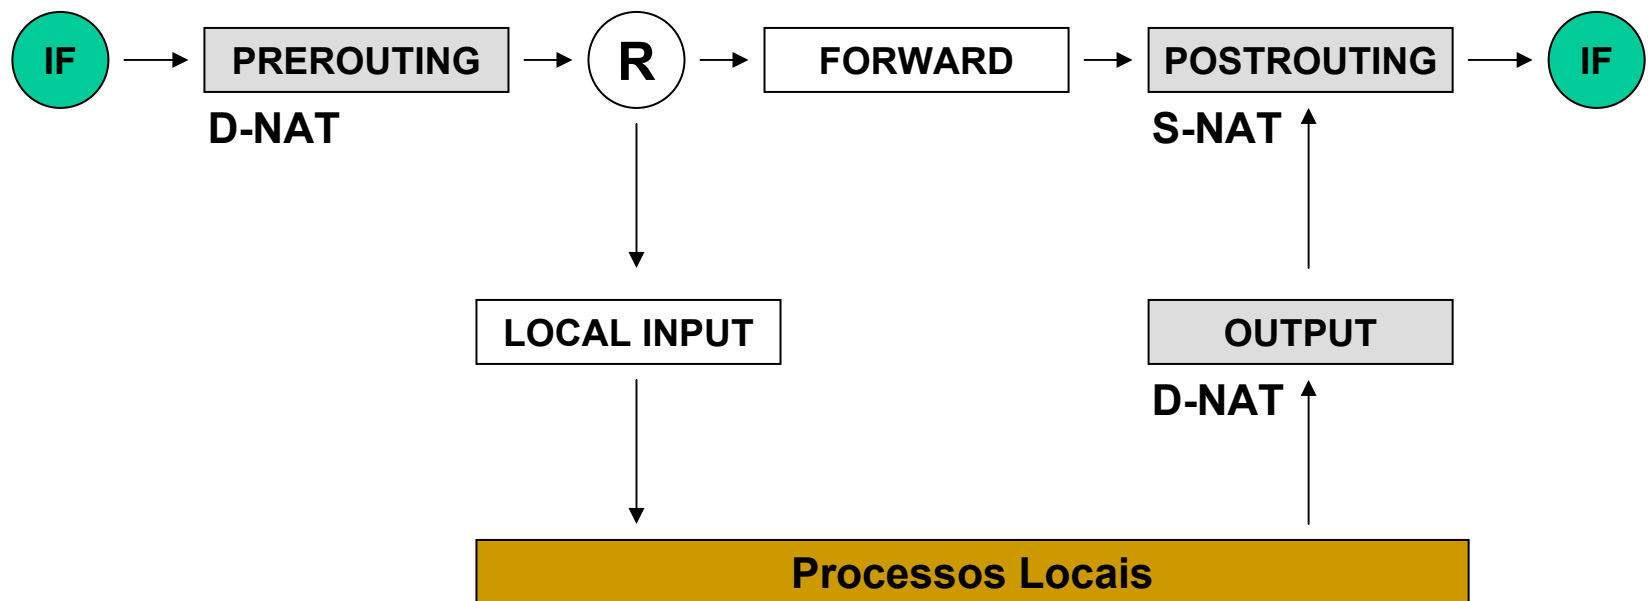 IF
PREROUTING
R
FORWARD
POSTROUTING
IF
D-NAT
S-NAT
LOCAL INPUT
OUTPUT
D-NAT
Processos Locais